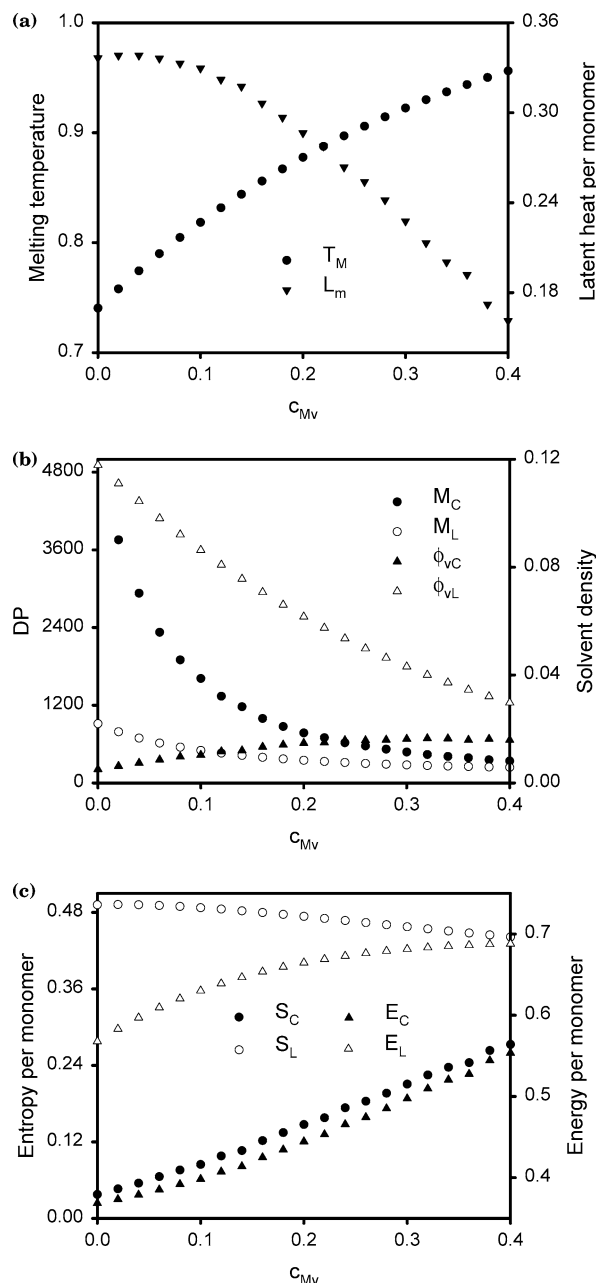 (a)
1.0
0.9
0.8
0.7
Melting temperature
0.36
0.30
0.24
0.18
Latent heat per monomer
T_M
L_m
0.0 0.1 0.2 0.3 0.4
c_Mv
(b)
4800
3600
2400
1200
0
DP
0.12
0.08
0.04
0.00
Solvent density
M_C
M_L
ϕ_vC
ϕ_vL
0.0 0.1 0.2 0.3 0.4
c_Mv
(c)
0.48
0.36
0.24
0.12
0.00
Entropy per monomer
0.7
0.6
0.5
0.4
Energy per monomer
S_C E_C
S_L E_L
0.0 0.1 0.2 0.3 0.4
c_Mv